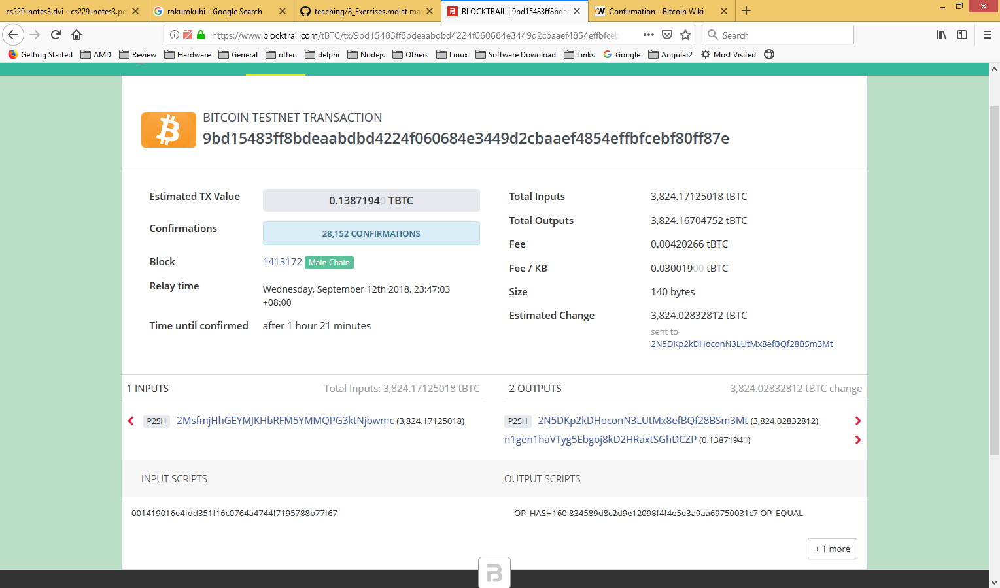 cs229-notes3.dvi - cs229-notes3.pd
rokurokubi - Google Search
teaching/8_Exercises.md at ma
BLOCKTRAIL | 9bd15483ff8bdea
Confirmation - Bitcoin Wiki
https://www.blocktrail.com/tBTC/tx/9bd15483ff8bdeaabdbd4224f060684e3449d2cbaaef4854effbfceb
Search
Getting Started AMD Review Hardware General often delphi Nodejs Others Linux Software Download Links Google Angular2 Most Visited
BITCOIN TESTNET TRANSACTION
9bd15483ff8bdeaabdbd4224f060684e3449d2cbaaef4854effbfcebf80ff87e
Estimated TX Value 0.13871940 TBTC
Confirmations 28,152 CONFIRMATIONS
Block 1413172 Main Chain
Relay time Wednesday, September 12th 2018, 23:47:03
+08:00
Time until confirmed after 1 hour 21 minutes
Total Inputs 3,824.17125018 tBTC
Total Outputs 3,824.16704752 tBTC
Fee 0.00420266 tBTC
Fee / KB 0.03001900 tBTC
Size 140 bytes
Estimated Change 3,824.02832812 tBTC
sent to
2N5DKp2kDHoconN3LUtMx8efBQf28BSm3Mt
1 INPUTS Total Inputs: 3,824.17125018 tBTC
P2SH 2MsfmjHhGEYMJKHbRFM5YMMQPG3ktNjbwmc (3,824.17125018)
2 OUTPUTS 3,824.02832812 tBTC change
P2SH 2N5DKp2kDHoconN3LUtMx8efBQf28BSm3Mt (3,824.02832812)
n1gen1haVTyg5Ebgoj8kD2HRaxtSGhDCZP (0.13871940)
INPUT SCRIPTS
001419016e4fdd351f16c0764a4744f7195788b77f67
OUTPUT SCRIPTS
OP_HASH160 834589d8c2d9e12098f4f4e5e3a9aa69750031c7 OP_EQUAL
+ 1 more